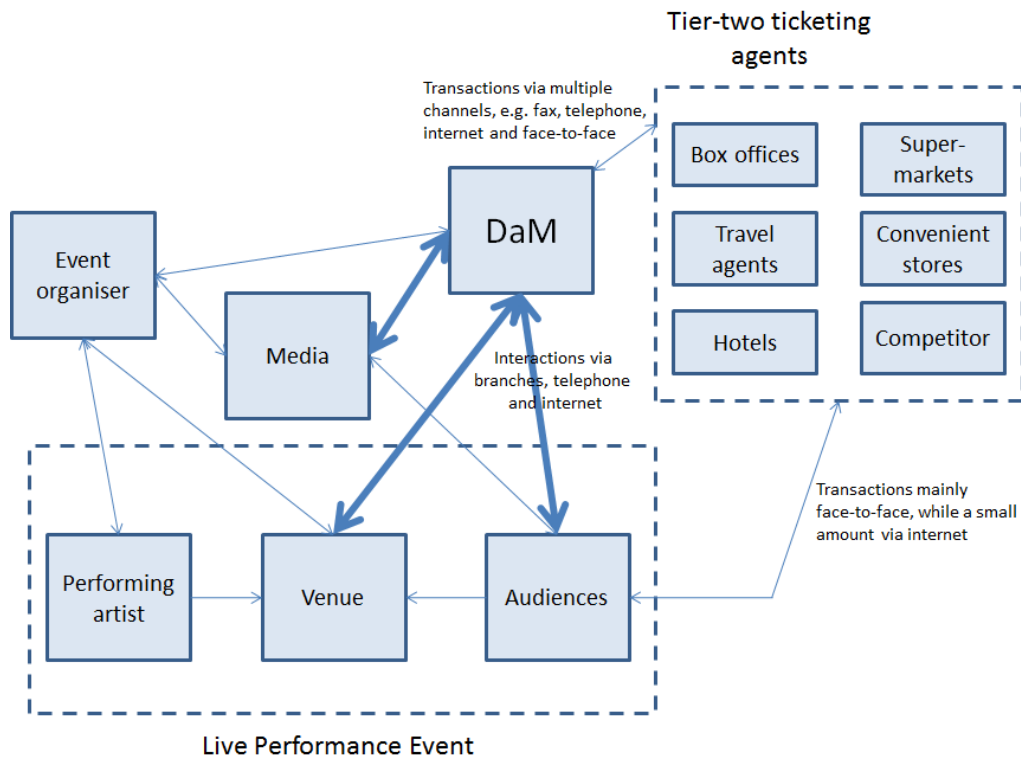 Tier-two ticketing
agents
Transactions via multiple
channels, e.g. fax, telephone,
internet and face-to-face
Box offices
Super-
markets
DaM
Travel
agents
Convenient
stores
Event
organiser
Media
Hotels
Competitor
Interactions via
branches, telephone
and internet
Transactions mainly
face-to-face, while a small
amount via internet
Performing
artist
Venue
Audiences
Live Performance Event